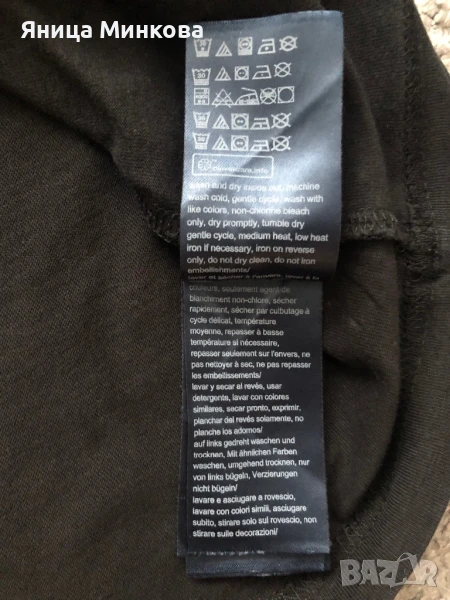 Яница Минкова
wash and dry inside out, machine
wash cold, gentle cycle, wash with
like colors, non-chlorine bleach
only, dry promptly, tumble dry
gentle cycle, medium heat, low heat
iron if necessary, iron on reverse
only, do not dry clean, do not iron
embellishments/
couleurs, seulement agent de
blanchiment non-chloré, sécher
rapidement, sécher par culbutage à
cycle délicat, température
moyenne, repasser à basse
température si nécessaire,
repasser seulement sur l'envers, ne
pas nettoyer à sec, ne pas repasser
les embellissements/
lavar y secar al revés, usar
detergente, lavar con colores
similares, secar pronto, exprimir,
planchar del revés solamente, no
planche los adornos/
auf links gedreht waschen und
trocknen, Mit ähnlichen Farben
waschen, umgehend trocknen, nur
von links bügeln, Verzierungen
nicht bügeln/
lavare e asciugare a rovescio,
lavare con colori simili, asciugare
subito, stirare solo sul rovescio, non
stirare sulle decorazioni/
BAZAR